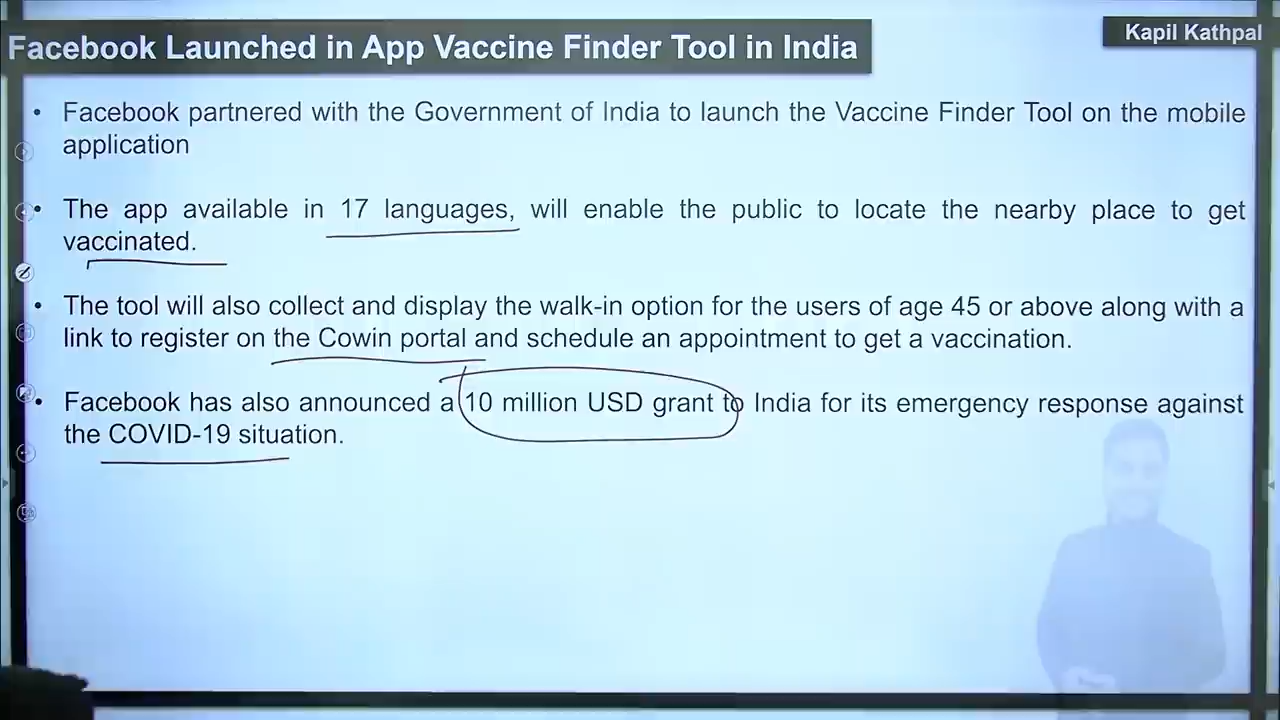 Facebook Launched in App Vaccine Finder Tool in India
Kapil Kathpal
• Facebook partnered with the Government of India to launch the Vaccine Finder Tool on the mobile
application
• The app available in 17 languages, will enable the public to locate the nearby place to get
vaccinated.
• The tool will also collect and display the walk-in option for the users of age 45 or above along with a
link to register on the Cowin portal and schedule an appointment to get a vaccination.
• Facebook has also announced a 10 million USD grant to India for its emergency response against
the COVID-19 situation.